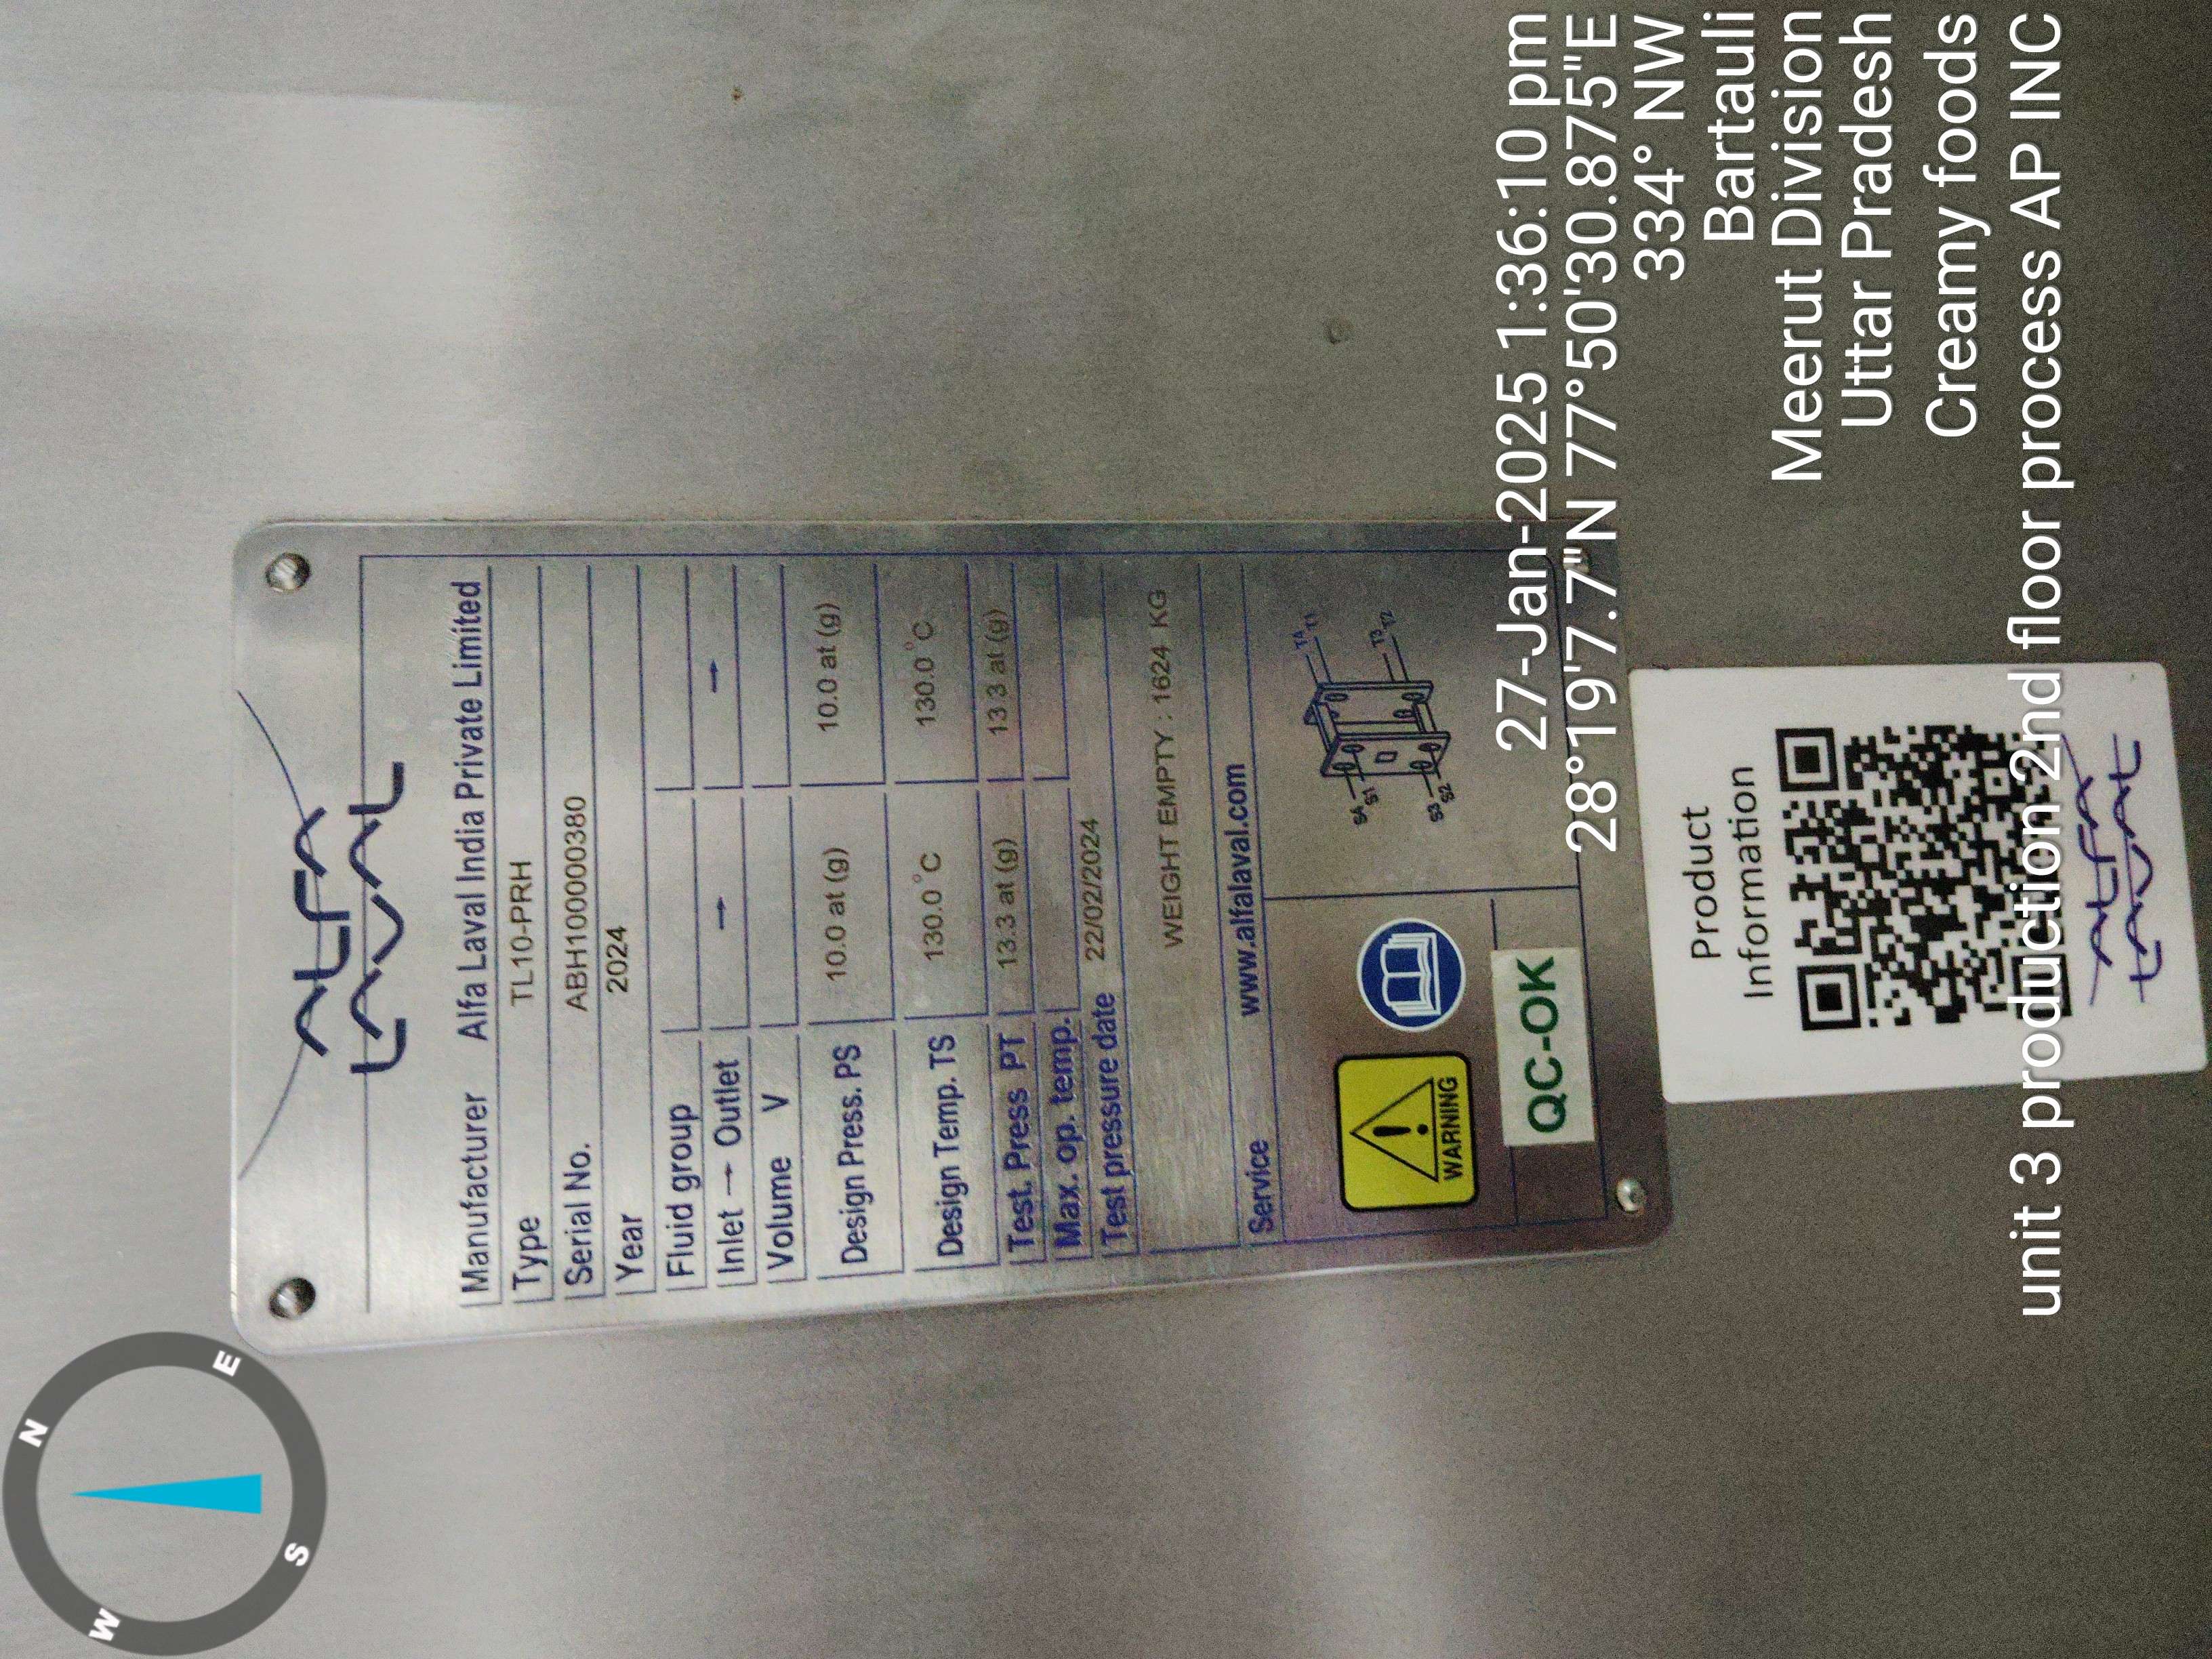 ALFA
LAVAL
Manufacturer Alfa Laval India Private Limited
Type TL10-PRH
Serial No. ABH100000380
Year 2024
Fluid group
Inlet → Outlet → →
Volume V
Design Press. PS 10.0 at (g) 10.0 at (g)
Design Temp. TS 130.0 °C 130.0 °C
Test. Press PT 13.3 at (g) 13 3 at (g)
Max. op. temp.
Test pressure date 22/02/2024
WEIGHT EMPTY : 1624 KG
Service www.alfalaval.com
WARNING
QC-OK
S4
S1
S3
S2
T4
T1
T3
T2
Product
Information
ALFA
LAVAL
N
E
S
W
27-Jan-2025 1:36:10 pm
28°19'7.7"N 77°50'30.875"E
334° NW
Bartauli
Meerut Division
Uttar Pradesh
Creamy foods
unit 3 production 2nd floor process AP INC